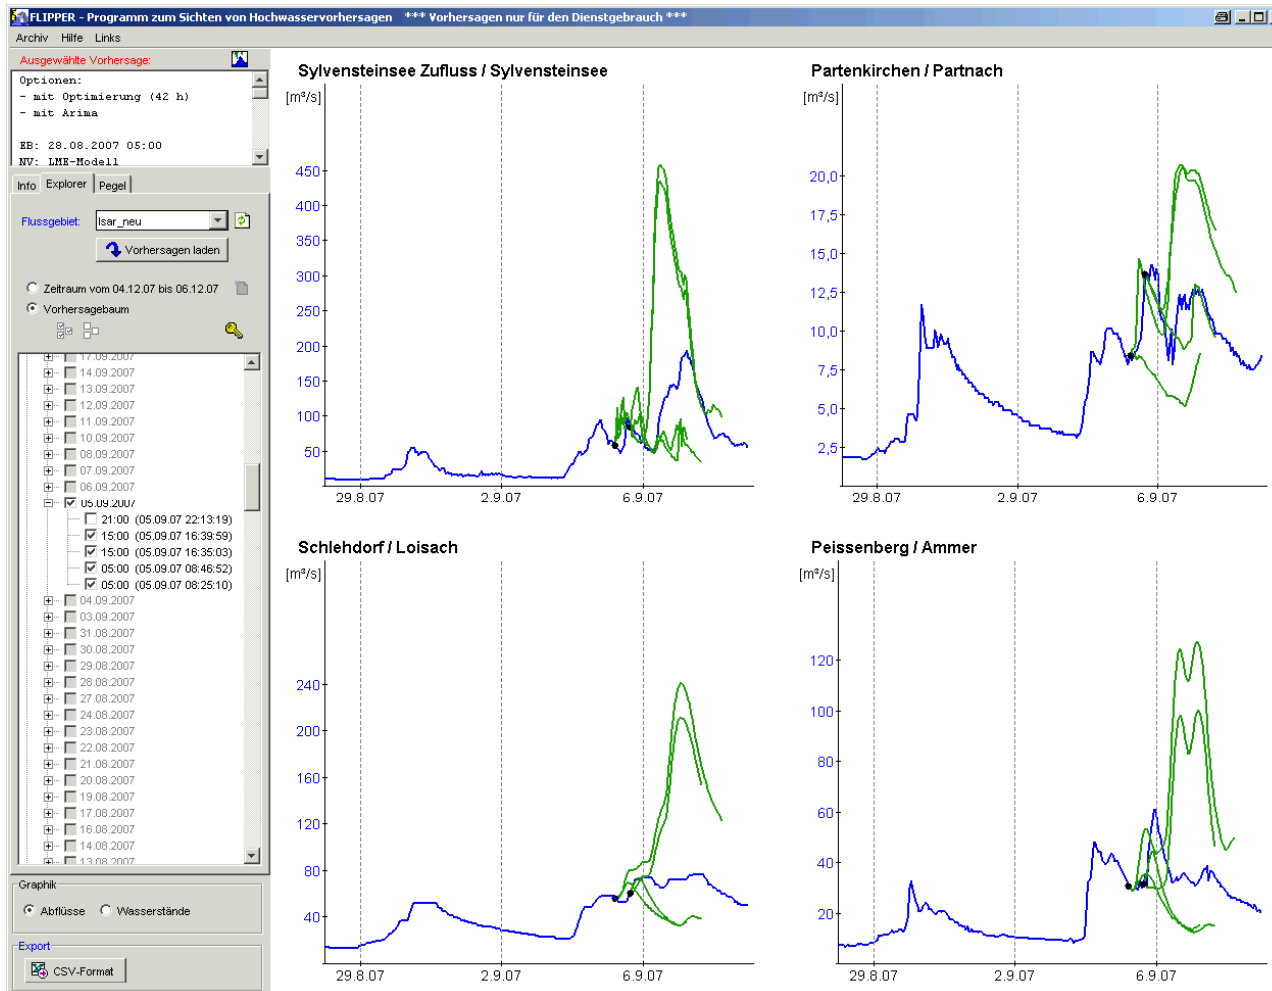 FLIPPER - Programm zum Sichten von Hochwasservorhersagen *** Vorhersagen nur für den Dienstgebrauch ***
Archiv Hilfe Links
Ausgewählte Vorhersage:
Optionen:
- mit Optimierung (42 h)
- mit Arima
EB: 28.08.2007 05:00
NV: LME-Modell
Info Explorer Pegel
Flussgebiet: Isar_neu
Vorhersagen laden
Zeitraum vom 04.12.07 bis 06.12.07
Vorhersagebaum
17.09.2007
14.09.2007
13.09.2007
12.09.2007
11.09.2007
10.09.2007
08.09.2007
07.09.2007
06.09.2007
05.09.2007
21:00 (05.09.07 22:13:19)
15:00 (05.09.07 16:39:59)
15:00 (05.09.07 16:35:03)
05:00 (05.09.07 08:46:52)
05:00 (05.09.07 08:25:10)
04.09.2007
03.09.2007
31.08.2007
30.08.2007
29.08.2007
28.08.2007
27.08.2007
24.08.2007
23.08.2007
22.08.2007
21.08.2007
20.08.2007
19.08.2007
17.08.2007
16.08.2007
14.08.2007
13.08.2007
Graphik
Abflüsse Wasserstände
Export
CSV-Format
Sylvensteinsee Zufluss / Sylvensteinsee
[m³/s]
450
400
350
300
250
200
150
100
50
29.8.07 2.9.07 6.9.07
Partenkirchen / Partnach
[m³/s]
20,0
17,5
15,0
12,5
10,0
7,5
5,0
2,5
29.8.07 2.9.07 6.9.07
Schlehdorf / Loisach
[m³/s]
240
200
160
120
80
40
29.8.07 2.9.07 6.9.07
Peissenberg / Ammer
[m³/s]
120
100
80
60
40
20
29.8.07 2.9.07 6.9.07